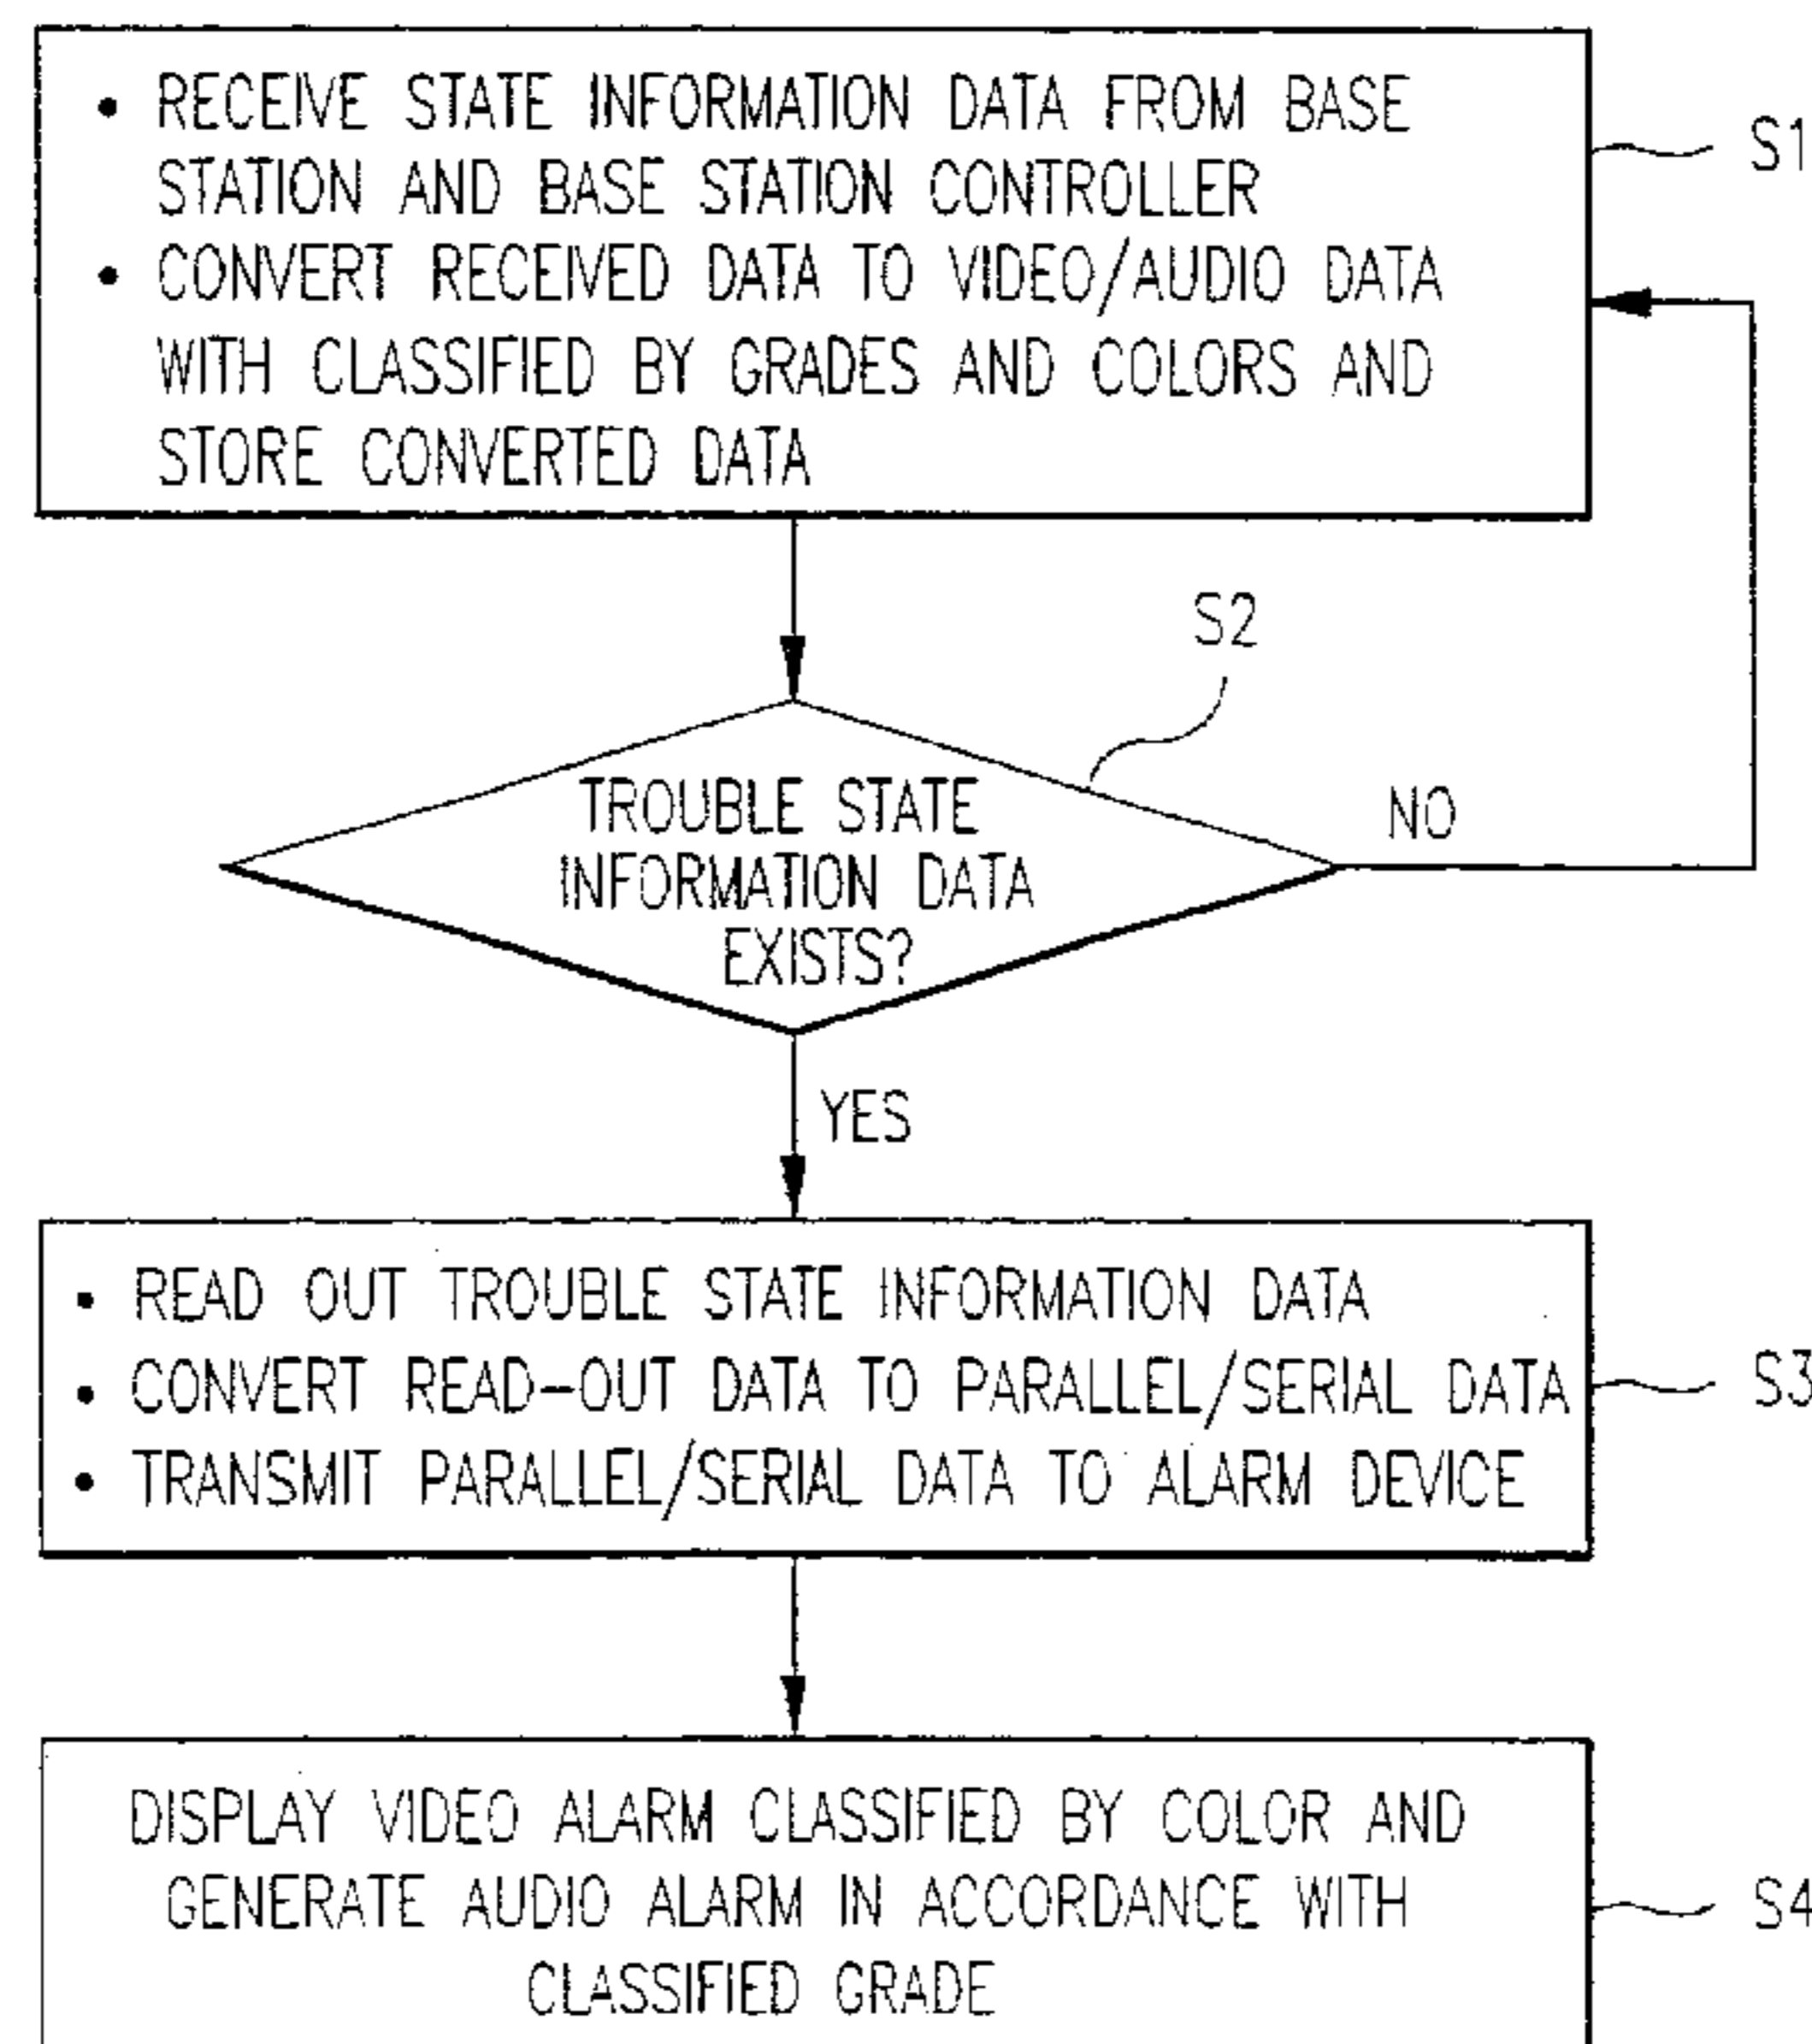 • RECEIVE STATE INFORMATION DATA FROM BASE
STATION AND BASE STATION CONTROLLER
• CONVERT RECEIVED DATA TO VIDEO/AUDIO DATA
WITH CLASSIFIED BY GRADES AND COLORS AND
STORE CONVERTED DATA
S1
S2
TROUBLE STATE
INFORMATION DATA
EXISTS?
NO
YES
• READ OUT TROUBLE STATE INFORMATION DATA
• CONVERT READ-OUT DATA TO PARALLEL/SERIAL DATA
• TRANSMIT PARALLEL/SERIAL DATA TO ALARM DEVICE
S3
DISPLAY VIDEO ALARM CLASSIFIED BY COLOR AND
GENERATE AUDIO ALARM IN ACCORDANCE WITH
CLASSIFIED GRADE
S4